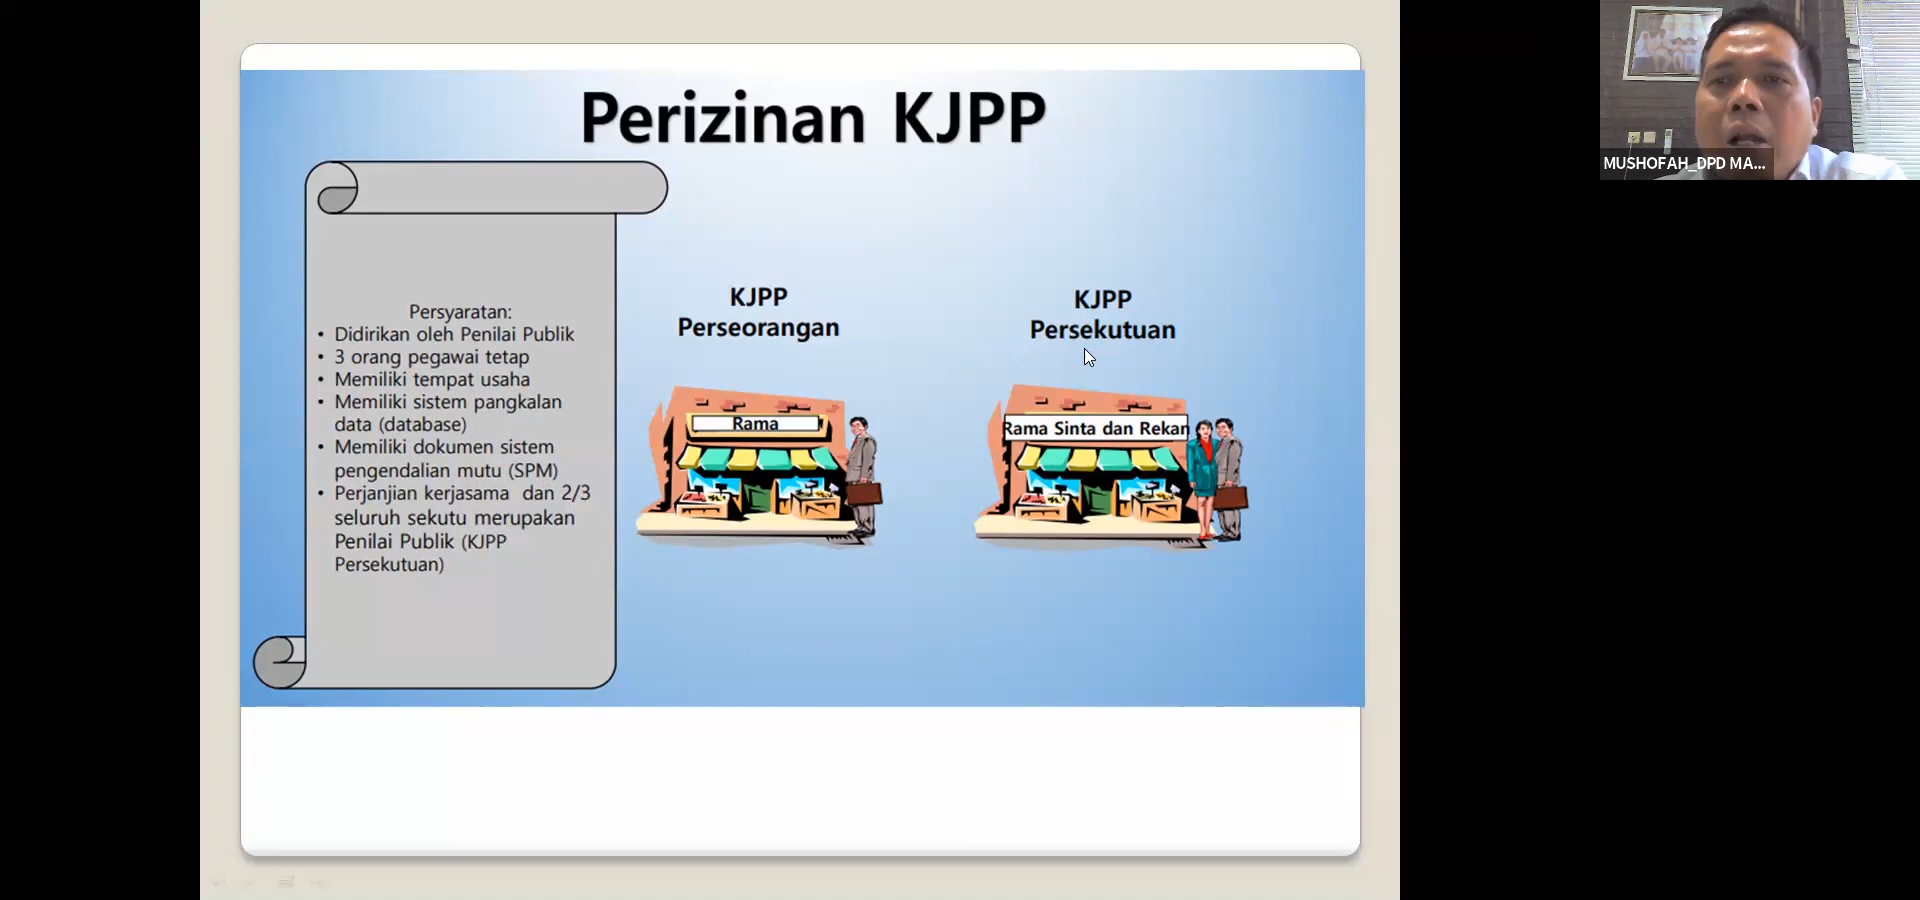 Perizinan KJPP
Persyaratan:
• Didirikan oleh Penilai Publik
• 3 orang pegawai tetap
• Memiliki tempat usaha
• Memiliki sistem pangkalan
data (database)
• Memiliki dokumen sistem
pengendalian mutu (SPM)
• Perjanjian kerjasama dan 2/3
seluruh sekutu merupakan
Penilai Publik (KJPP
Persekutuan)
KJPP
Perseorangan
Rama
KJPP
Persekutuan
Rama Sinta dan Rekan
MUSHOFAH_DPD MA...